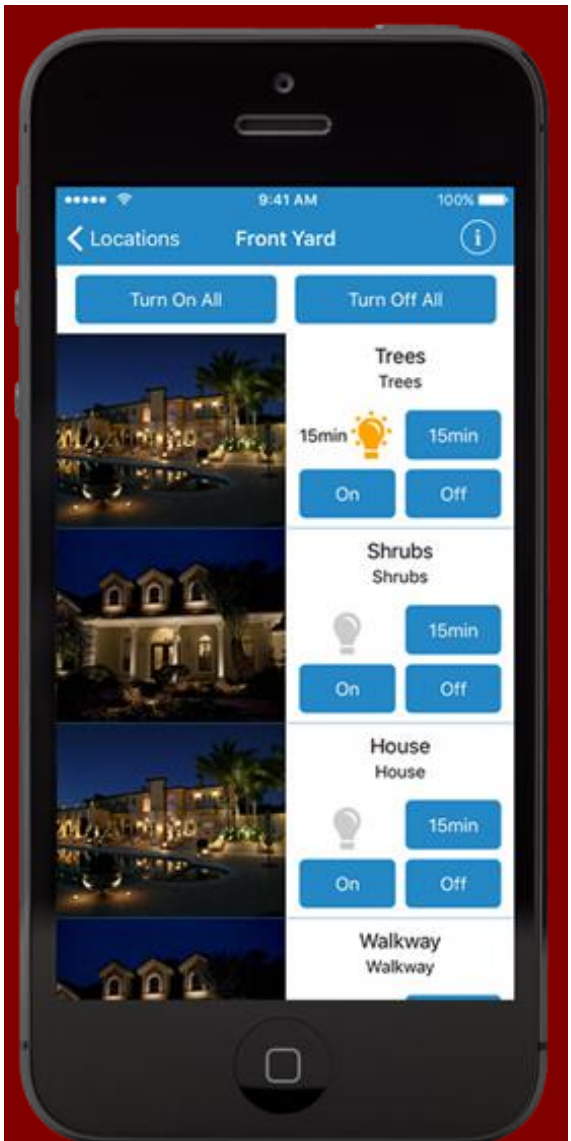 9:41 AM
100%
Locations
Front Yard
i
Turn On All
Turn Off All
Trees
Trees
15min
15min
On
Off
Shrubs
Shrubs
15min
On
Off
House
House
15min
On
Off
Walkway
Walkway